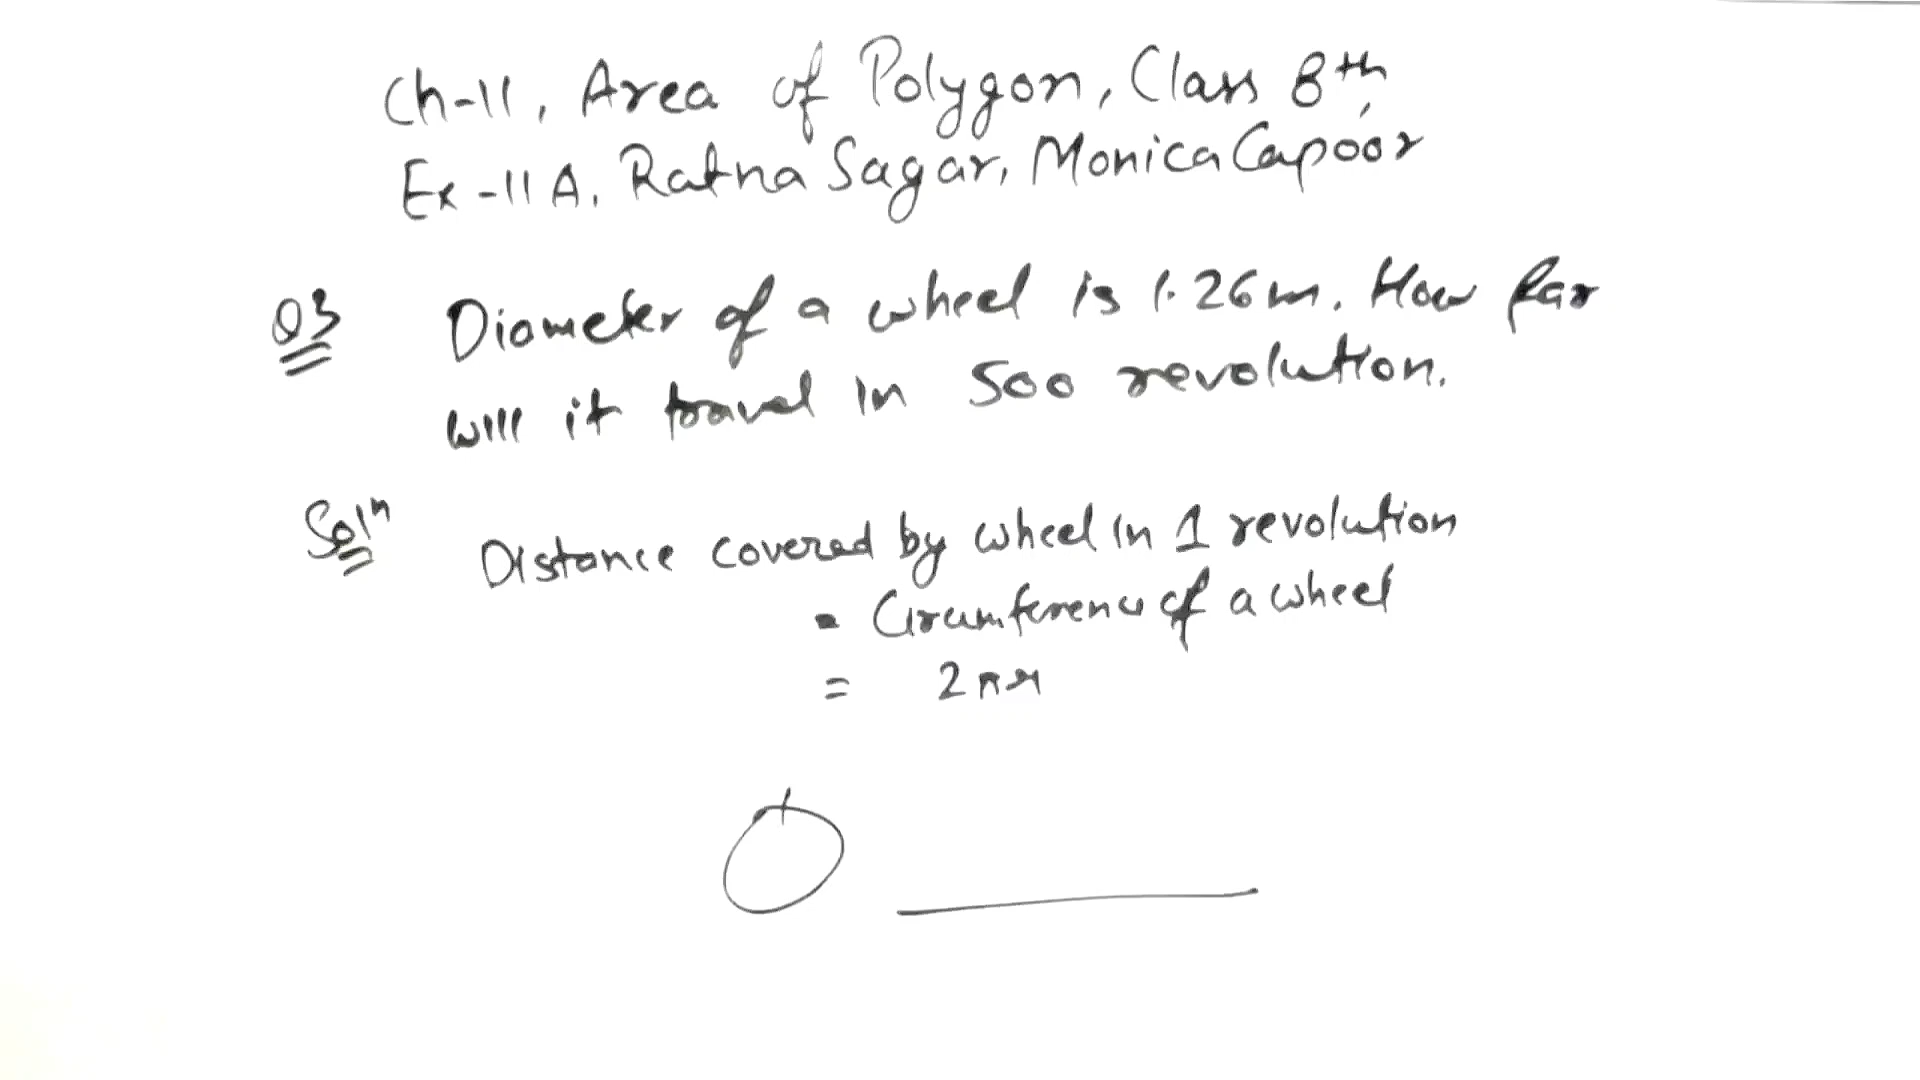 Ch-11, Area of Polygon, Class 8th,
Ex-11A, Ratna Sagar, Monica Capoor
Q3 Diameter of a wheel is 1.26m. How far
will it travel in 500 revolution.
Soln Distance covered by wheel in 1 revolution
= Circumference of a wheel
= 2πr